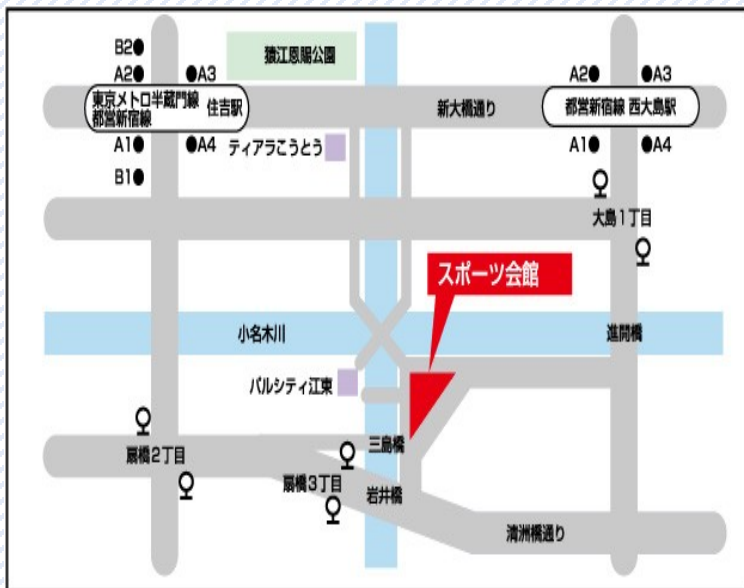 B2
A2
A3
猿江恩賜公園
A2
A3
東京メトロ半蔵門線
都営新宿線
住吉駅
新大橋通り
都営新宿線 西大島駅
A1
A4
ティアラこうとう
A1
A4
B1
大島1丁目
スポーツ会館
小名木川
進開橋
パルシティ江東
三島橋
扇橋2丁目
扇橋3丁目
岩井橋
清洲橋通り